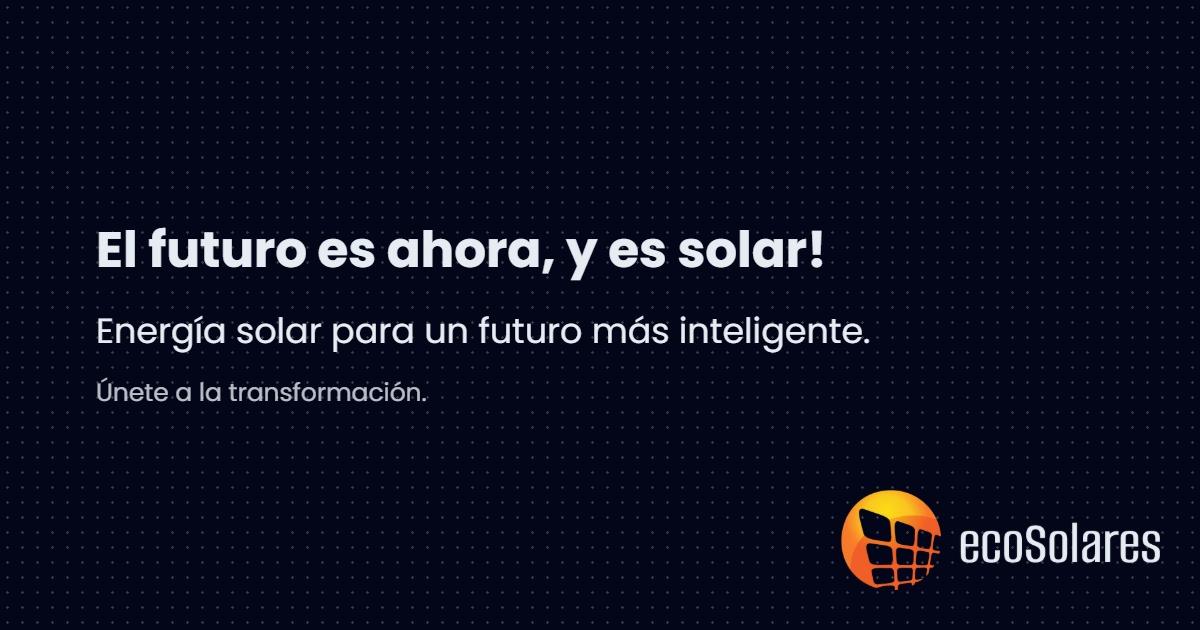 El futuro es ahora, y es solar!
Energía solar para un futuro más inteligente.
Únete a la transformación.
ecoSolares